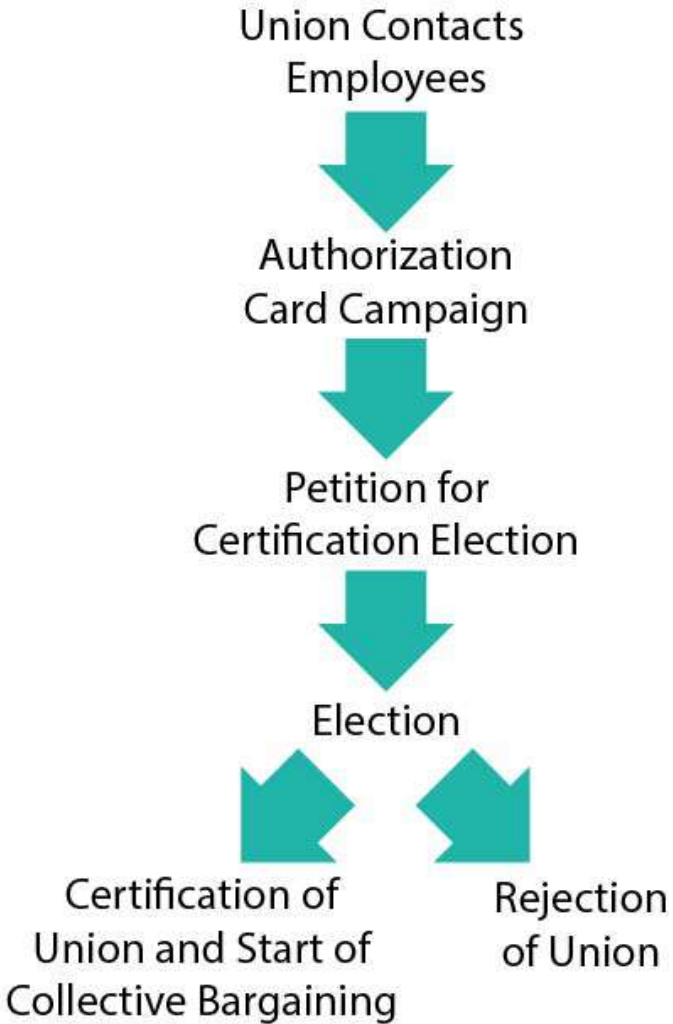 Union Contacts
Employees
Authorization
Card Campaign
Petition for
Certification Election
Election
Certification of
Union and Start of
Collective Bargaining
Rejection
of Union